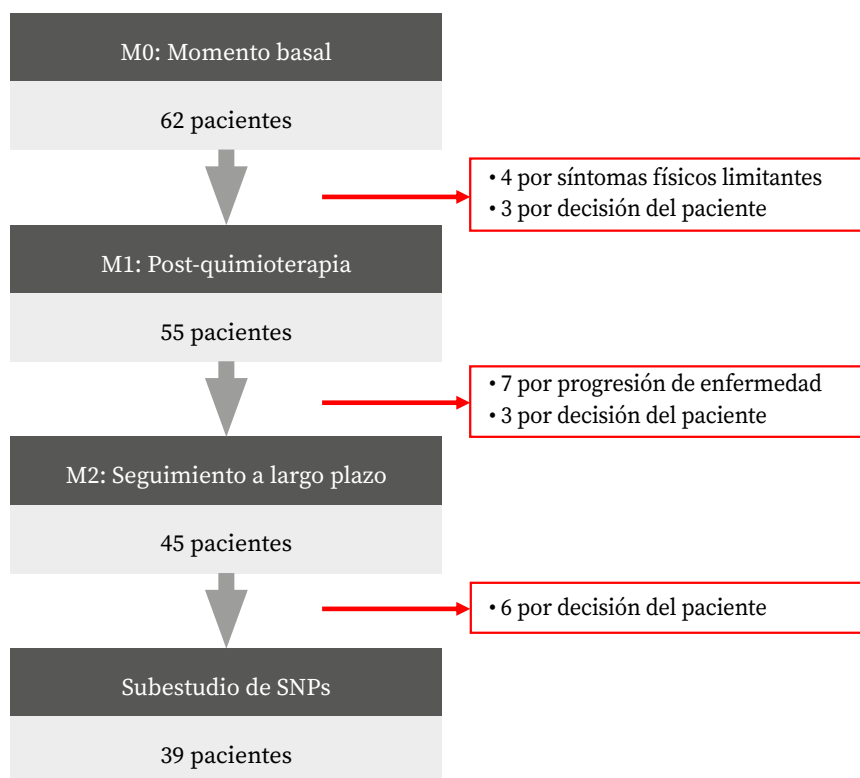 M0: Momento basal
62 pacientes
• 4 por síntomas físicos limitantes
• 3 por decisión del paciente
M1: Post-quimioterapia
55 pacientes
• 7 por progresión de enfermedad
• 3 por decisión del paciente
M2: Seguimiento a largo plazo
45 pacientes
• 6 por decisión del paciente
Subestudio de SNPs
39 pacientes